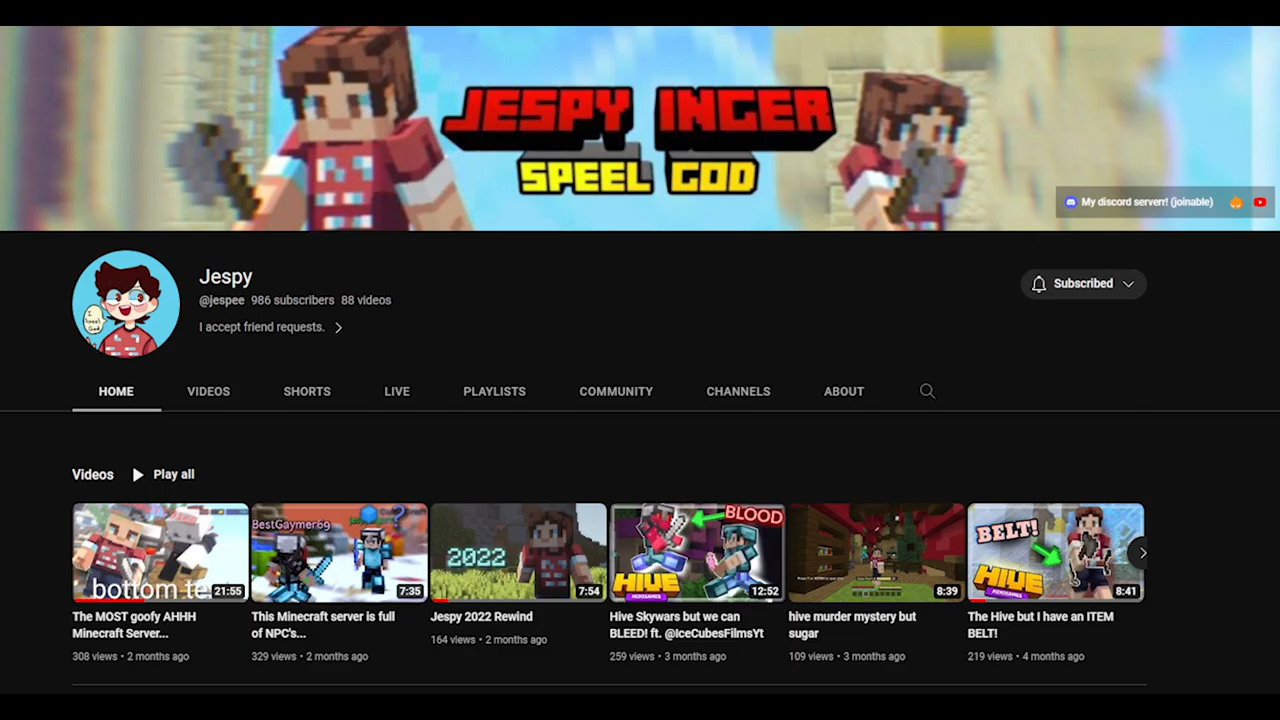 JESPY INGER
SPEEL GOD
My discord serverr! (joinable)
I Speel God
Jespy
@jespee 986 subscribers 88 videos
I accept friend requests.
Subscribed
HOME VIDEOS SHORTS LIVE PLAYLISTS COMMUNITY CHANNELS ABOUT
Videos Play all
bottom te
21:55
BestGaymer69
7:35
2022
7:54
BLOOD
HIVE
MINIGAMES
12:52
8:39
BELT!
HIVE
MINIGAMES
8:41
The MOST goofy AHHH
Minecraft Server...
308 views • 2 months ago
This Minecraft server is full
of NPC's...
329 views • 2 months ago
Jespy 2022 Rewind
164 views • 2 months ago
Hive Skywars but we can
BLEED! ft. @IceCubesFilmsYt
259 views • 3 months ago
hive murder mystery but
sugar
109 views • 3 months ago
The Hive but I have an ITEM
BELT!
219 views • 4 months ago